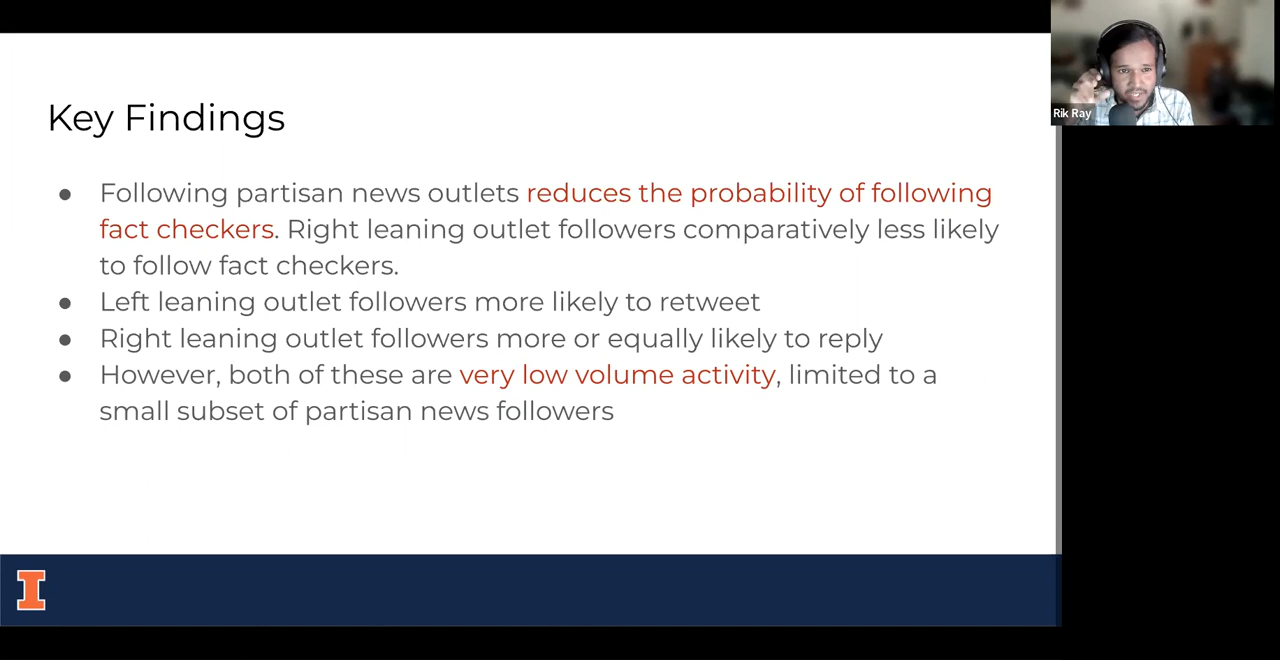 Key Findings
● Following partisan news outlets reduces the probability of following
fact checkers. Right leaning outlet followers comparatively less likely
to follow fact checkers.
● Left leaning outlet followers more likely to retweet
● Right leaning outlet followers more or equally likely to reply
● However, both of these are very low volume activity, limited to a
small subset of partisan news followers
Rik Ray
I